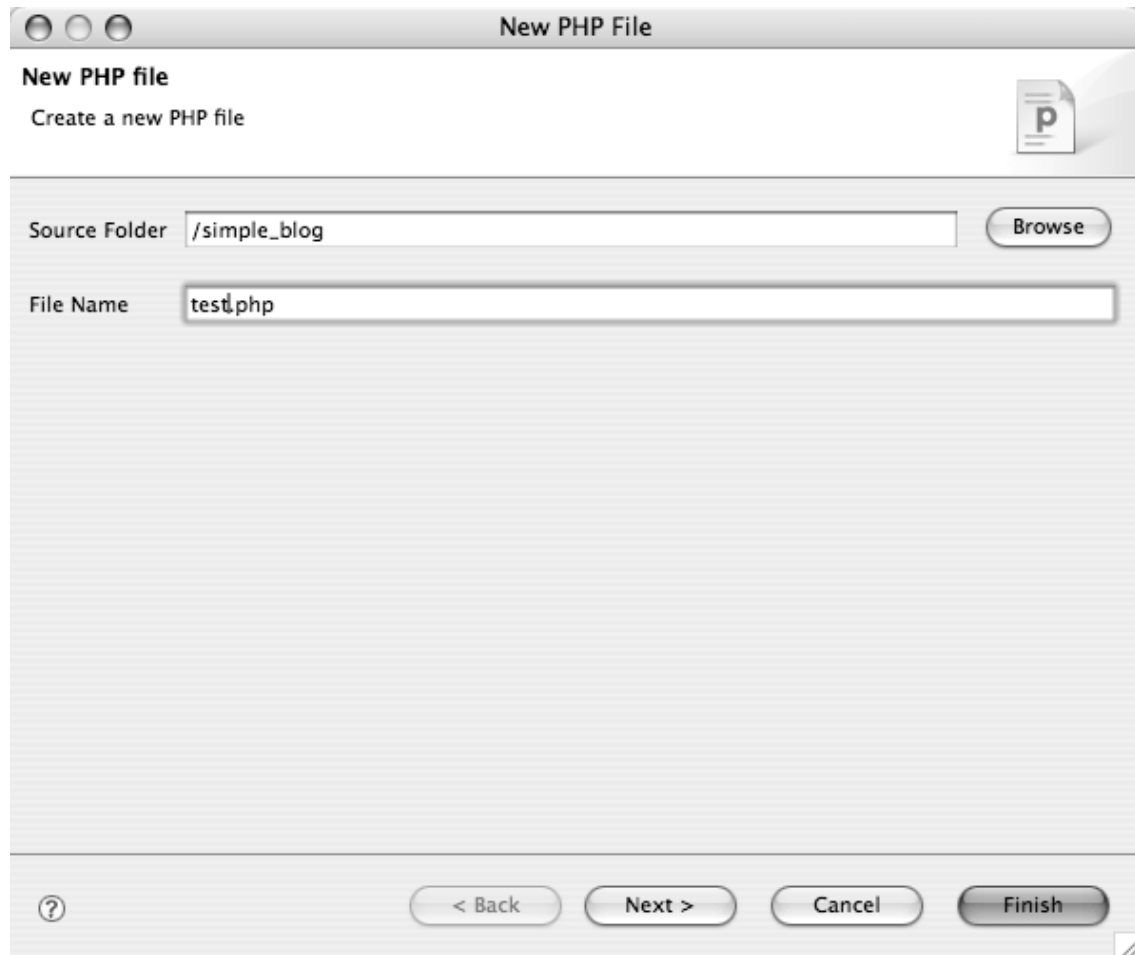 New PHP File
New PHP file
Create a new PHP file
p
Source Folder /simple_blog Browse
File Name test.php
? < Back Next > Cancel Finish